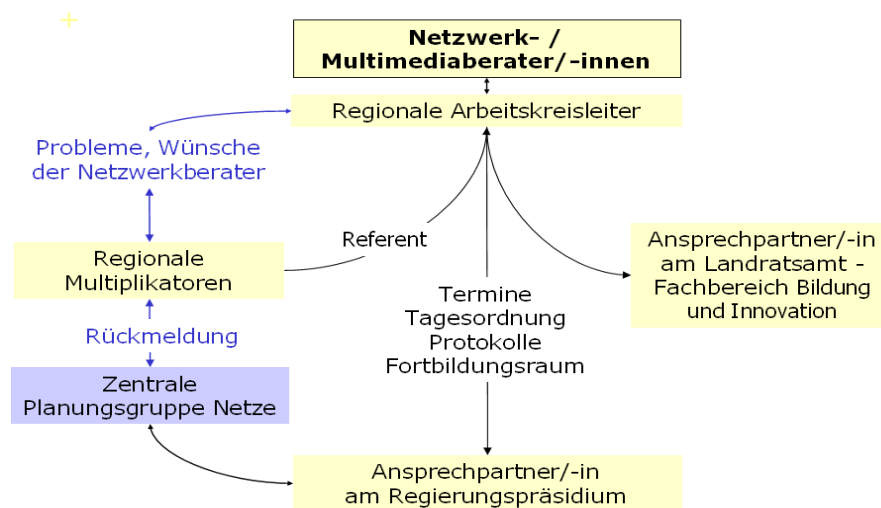 +
Netzwerk- /
Multimediaberater/-innen
Regionale Arbeitskreisleiter
Probleme, Wünsche
der Netzwerkberater
Referent
Regionale
Multiplikatoren
Ansprechpartner/-in
am Landratsamt -
Fachbereich Bildung
und Innovation
Termine
Tagesordnung
Protokolle
Fortbildungsraum
Rückmeldung
Zentrale
Planungsgruppe Netze
Ansprechpartner/-in
am Regierungspräsidium